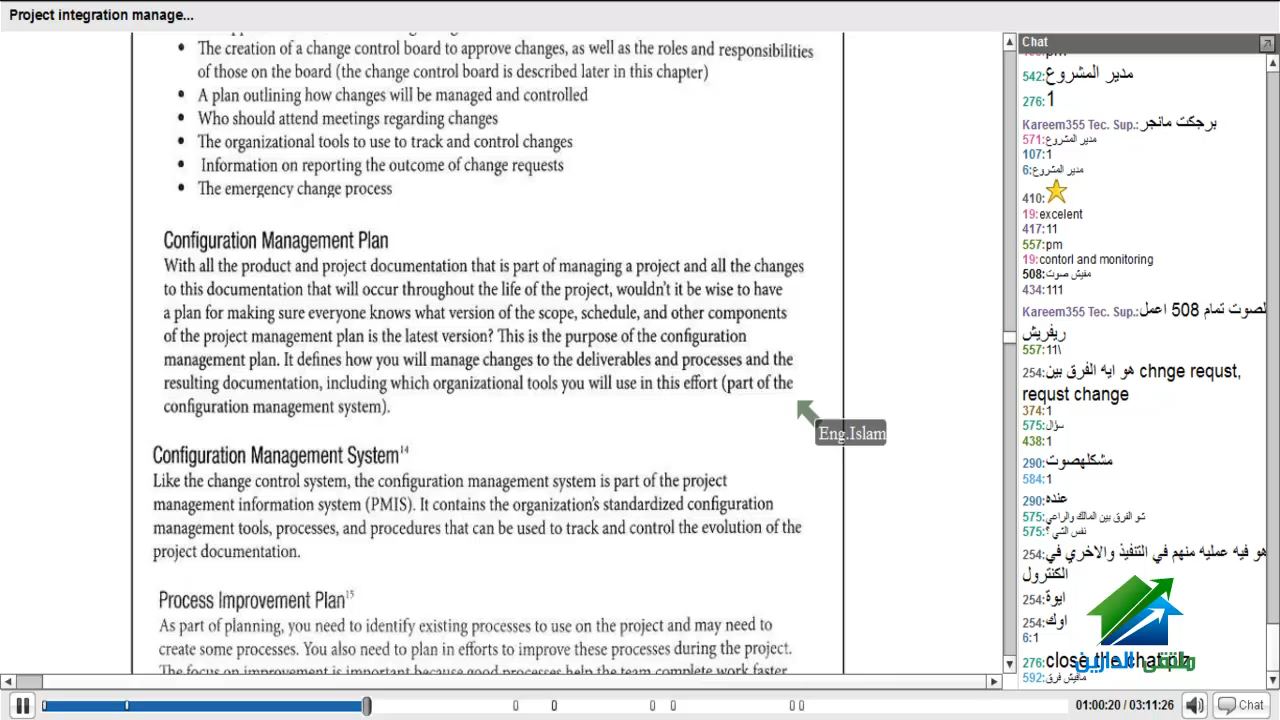 Project integration manage...
• The creation of a change control board to approve changes, as well as the roles and responsibilities
of those on the board (the change control board is described later in this chapter)
• A plan outlining how changes will be managed and controlled
• Who should attend meetings regarding changes
• The organizational tools to use to track and control changes
• Information on reporting the outcome of change requests
• The emergency change process
Configuration Management Plan
With all the product and project documentation that is part of managing a project and all the changes
to this documentation that will occur throughout the life of the project, wouldn't it be wise to have
a plan for making sure everyone knows what version of the scope, schedule, and other components
of the project management plan is the latest version? This is the purpose of the configuration
management plan. It defines how you will manage changes to the deliverables and processes and the
resulting documentation, including which organizational tools you will use in this effort (part of the
configuration management system).
Eng.Islam
Configuration Management System14
Like the change control system, the configuration management system is part of the project
management information system (PMIS). It contains the organization's standardized configuration
management tools, processes, and procedures that can be used to track and control the evolution of the
project documentation.
Process Improvement Plan15
As part of planning, you need to identify existing processes to use on the project and may need to
create some processes. You also need to plan in efforts to improve these processes during the project.
The focus on improvement is important because good processes help the team complete work faster
Chat
542: مدير المشروع
276: 1
Kareem355 Tec. Sup.: برجكت مانجر
571: مدير المشروع
107: 1
6: مدير المشروع
410:
19: excelent
417: 11
557: pm
19: contorl and monitoring
508: مفيش صوت
434: 111
Kareem355 Tec. Sup.: لصوت تمام 508 اعمل
ريفريش
557: 11\
254: هو ايه الفرق بين chnge requst,
requst change
374: 1
575: سؤال
438: 1
290: مشكلهصوت
584: 1
290: عنده
575: شو الفرق بين المالك والراعي
575: نفس الشي ؟
254: هو فيه عمليه منهم في التنفيذ والاخري في
الكنترول
254: ايوة
254: اوك
6: 1
276: close the chat plz
592: مافيش فرق
ملتقى المارين
01:00:20 / 03:11:26
Chat